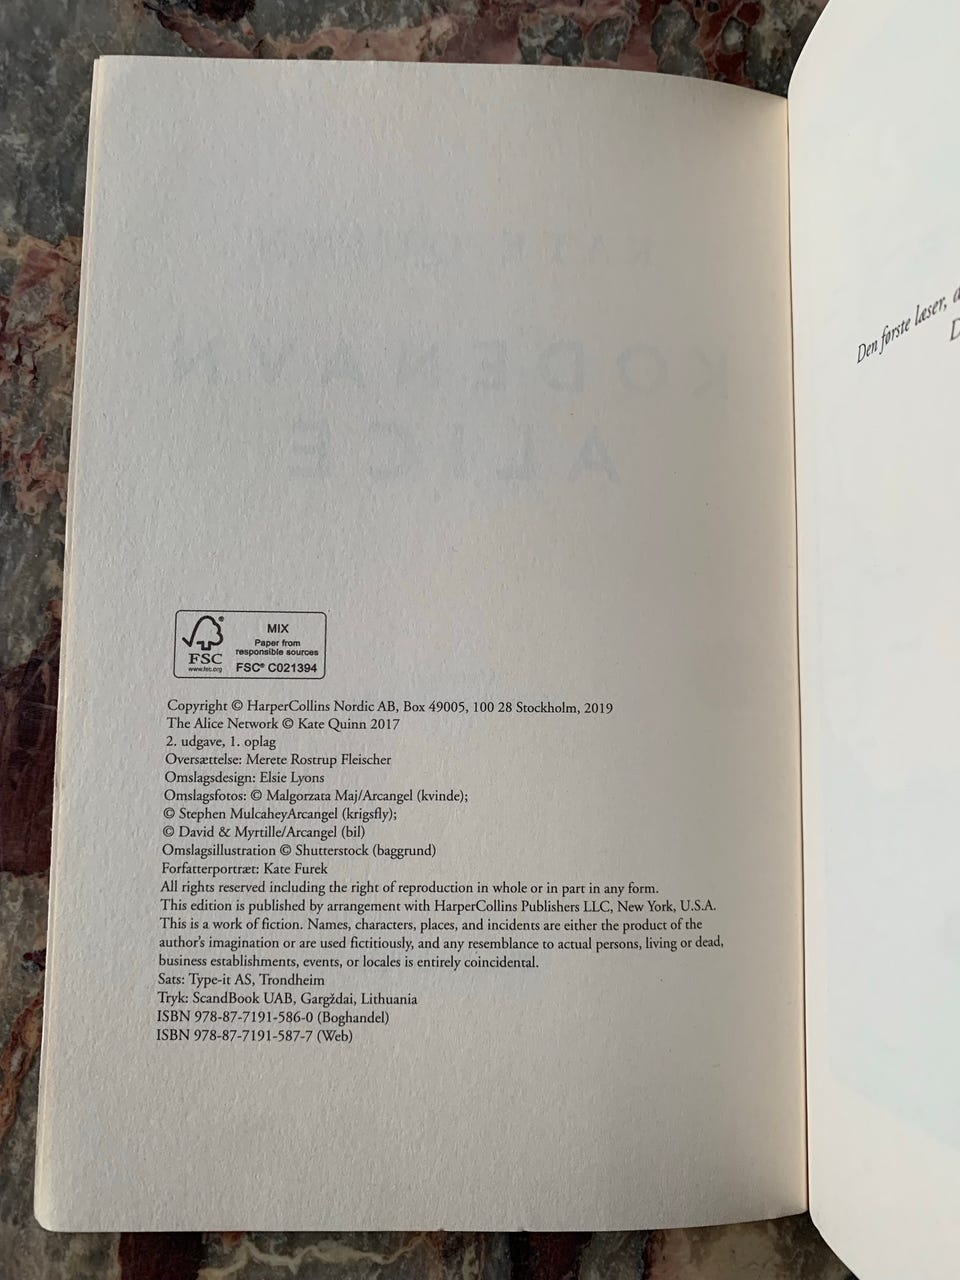 KATE QUINN
KODENAVN
ALICE
FSC®
www.fsc.org
MIX
Paper from
responsible sources
FSC® C021394
Copyright © HarperCollins Nordic AB, Box 49005, 100 28 Stockholm, 2019
The Alice Network © Kate Quinn 2017
2. udgave, 1. oplag
Oversættelse: Merete Rostrup Fleischer
Omslagsdesign: Elsie Lyons
Omslagsfotos: © Malgorzata Maj/Arcangel (kvinde);
© Stephen MulcaheyArcangel (krigsfly);
© David & Myrtille/Arcangel (bil)
Omslagsillustration © Shutterstock (baggrund)
Forfatterportræt: Kate Furek
All rights reserved including the right of reproduction in whole or in part in any form.
This edition is published by arrangement with HarperCollins Publishers LLC, New York, U.S.A.
This is a work of fiction. Names, characters, places, and incidents are either the product of the
author's imagination or are used fictitiously, and any resemblance to actual persons, living or dead,
business establishments, events, or locales is entirely coincidental.
Sats: Type-it AS, Trondheim
Tryk: ScandBook UAB, Gargždai, Lithuania
ISBN 978-87-7191-586-0 (Boghandel)
ISBN 978-87-7191-587-7 (Web)
Den første læser,